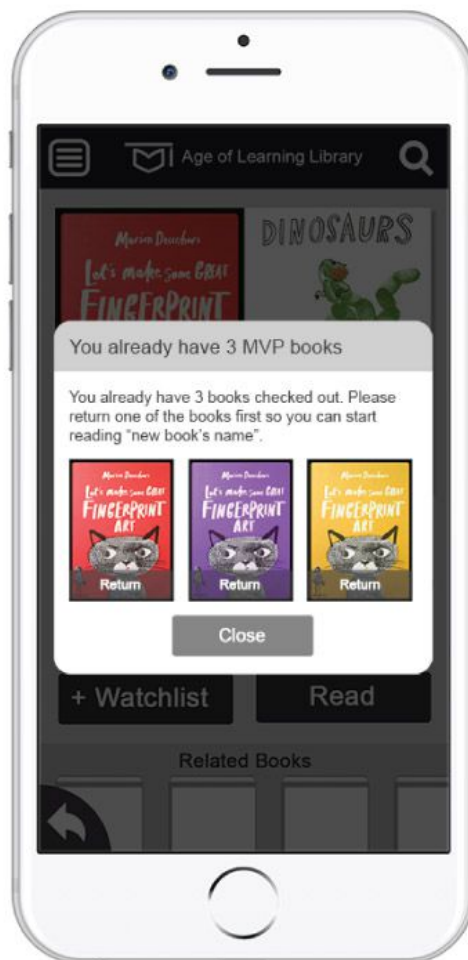 Age of Learning Library
Marion Deuchars
Let's make some GREAT
FINGERPRINT
DINOSAURS
You already have 3 MVP books
You already have 3 books checked out. Please
return one of the books first so you can start
reading “new book's name”.
Marion Deuchars
Let's make some GREAT
FINGERPRINT
ART
Return
Marion Deuchars
Let's make some GREAT
FINGERPRINT
ART
Return
Marion Deuchars
Let's make some GREAT
FINGERPRINT
ART
Return
Close
+ Watchlist
Read
Related Books